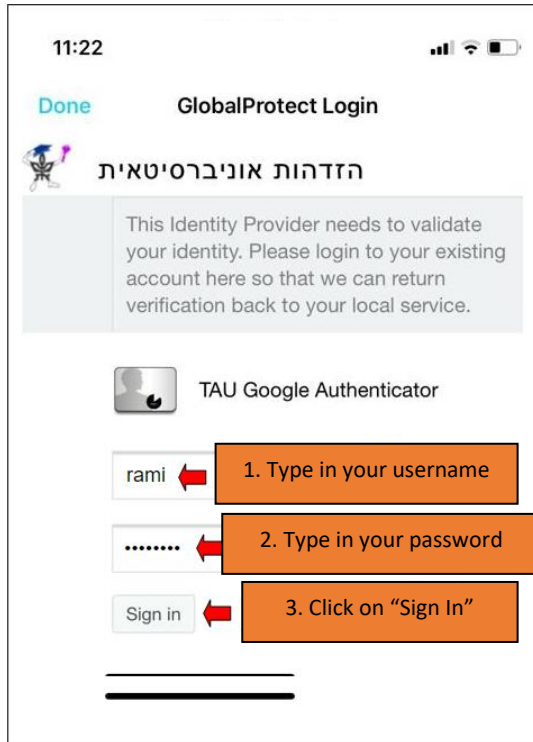 11:22
Done GlobalProtect Login
הזדהות אוניברסיטאית
This Identity Provider needs to validate
your identity. Please login to your existing
account here so that we can return
verification back to your local service.
TAU Google Authenticator
rami 1. Type in your username
•••••••• 2. Type in your password
Sign in 3. Click on “Sign In”